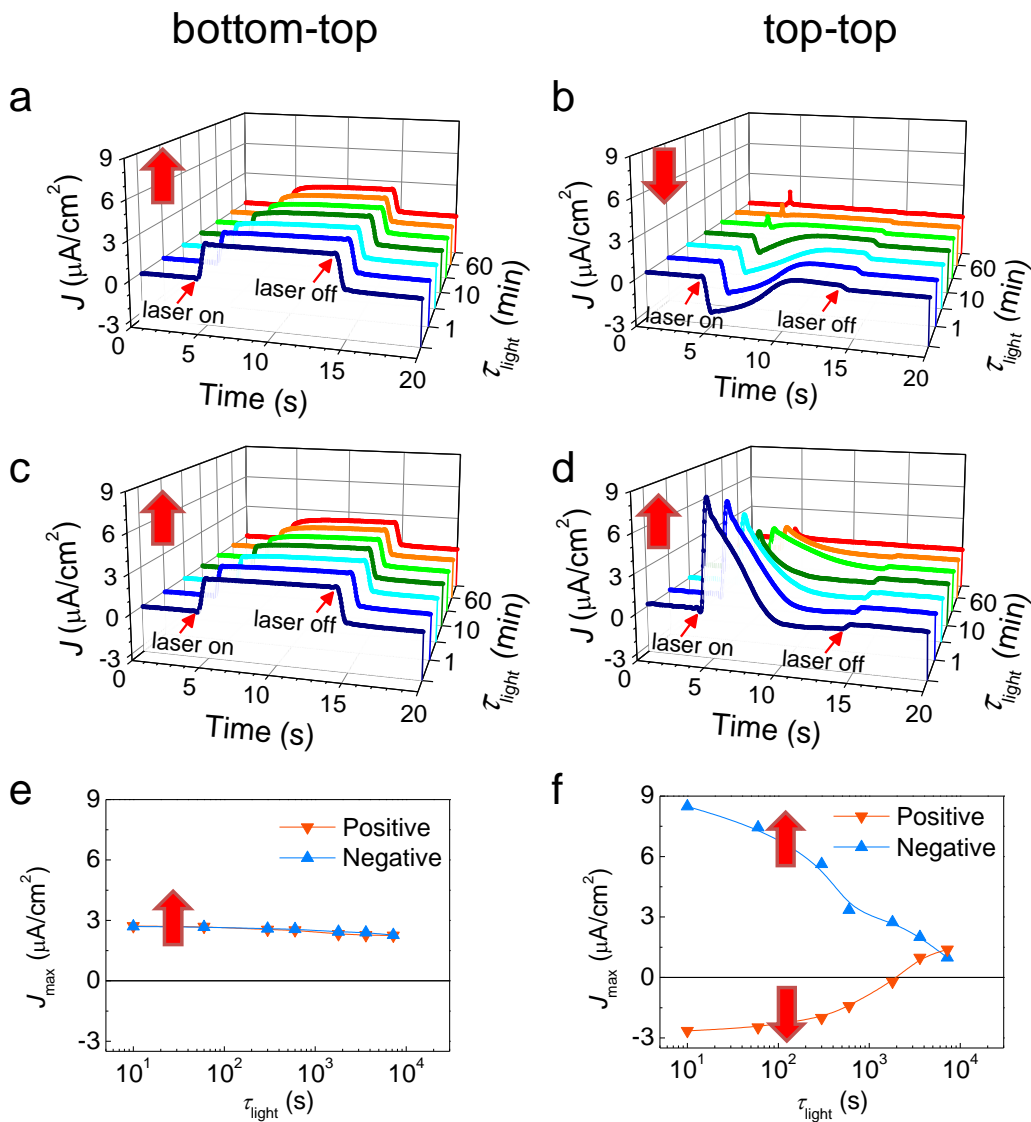 bottom-top
top-top
a
9
6
3
0
-3
J (μA/cm²)
laser on
laser off
0
5
10
15
20
Time (s)
1
10
60
τlight (min)
b
9
6
3
0
-3
J (μA/cm²)
laser on
laser off
0
5
10
15
20
Time (s)
1
10
60
τlight (min)
c
9
6
3
0
-3
J (μA/cm²)
laser on
laser off
0
5
10
15
20
Time (s)
1
10
60
τlight (min)
d
9
6
3
0
-3
J (μA/cm²)
laser on
laser off
0
5
10
15
20
Time (s)
1
10
60
τlight (min)
e
9
6
3
0
-3
Jmax (μA/cm²)
Positive
Negative
10¹ 10² 10³ 10⁴
τlight (s)
f
9
6
3
0
-3
Jmax (μA/cm²)
Positive
Negative
10¹ 10² 10³ 10⁴
τlight (s)